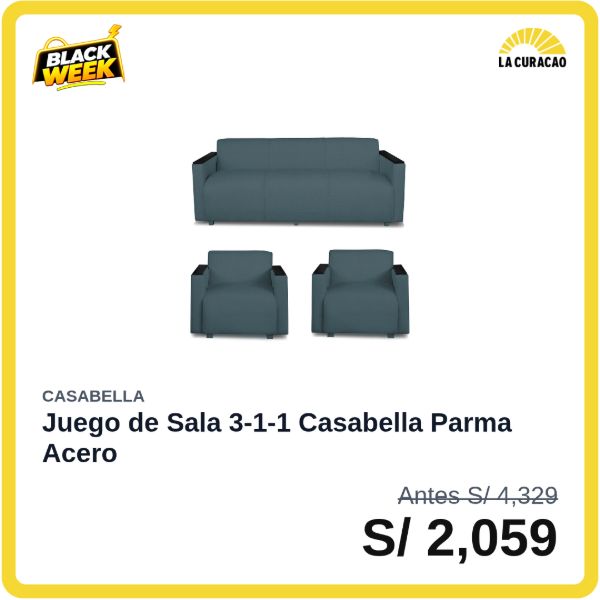 BLACK
WEEK
LA CURACAO
CASABELLA
Juego de Sala 3-1-1 Casabella Parma
Acero
Antes S/ 4,329
S/ 2,059